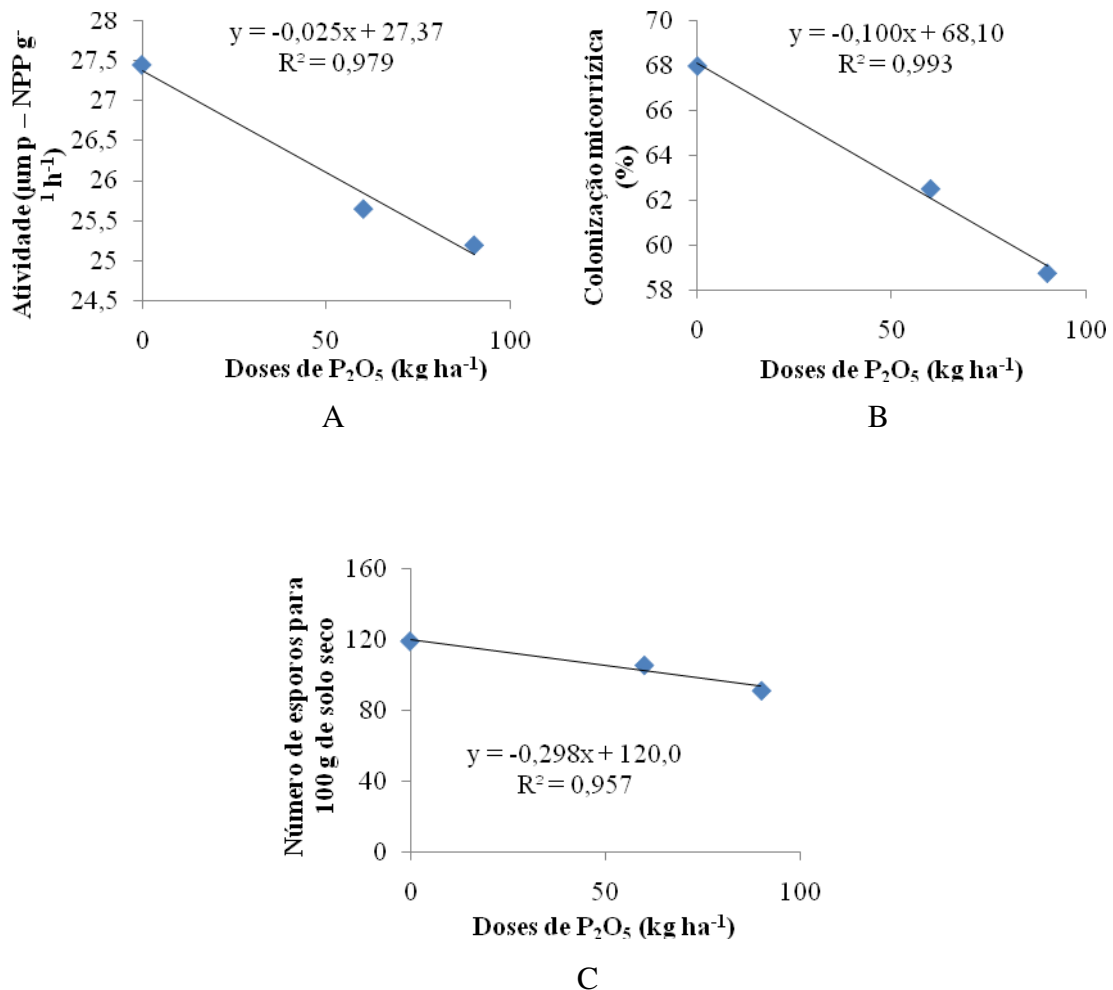 Atividade (µm p – NPP g-
¹ h⁻¹)
28
27,5
27
26,5
26
25,5
25
24,5
y = -0,025x + 27,37
R² = 0,979
0
50
100
Doses de P₂O₅ (kg ha⁻¹)
A
Colonização micorrízica
(%)
70
68
66
64
62
60
58
y = -0,100x + 68,10
R² = 0,993
0
50
100
Doses de P₂O₅ (kg ha⁻¹)
B
Número de esporos para
100 g de solo seco
160
120
80
40
0
y = -0,298x + 120,0
R² = 0,957
0
50
100
Doses de P₂O₅ (kg ha⁻¹)
C